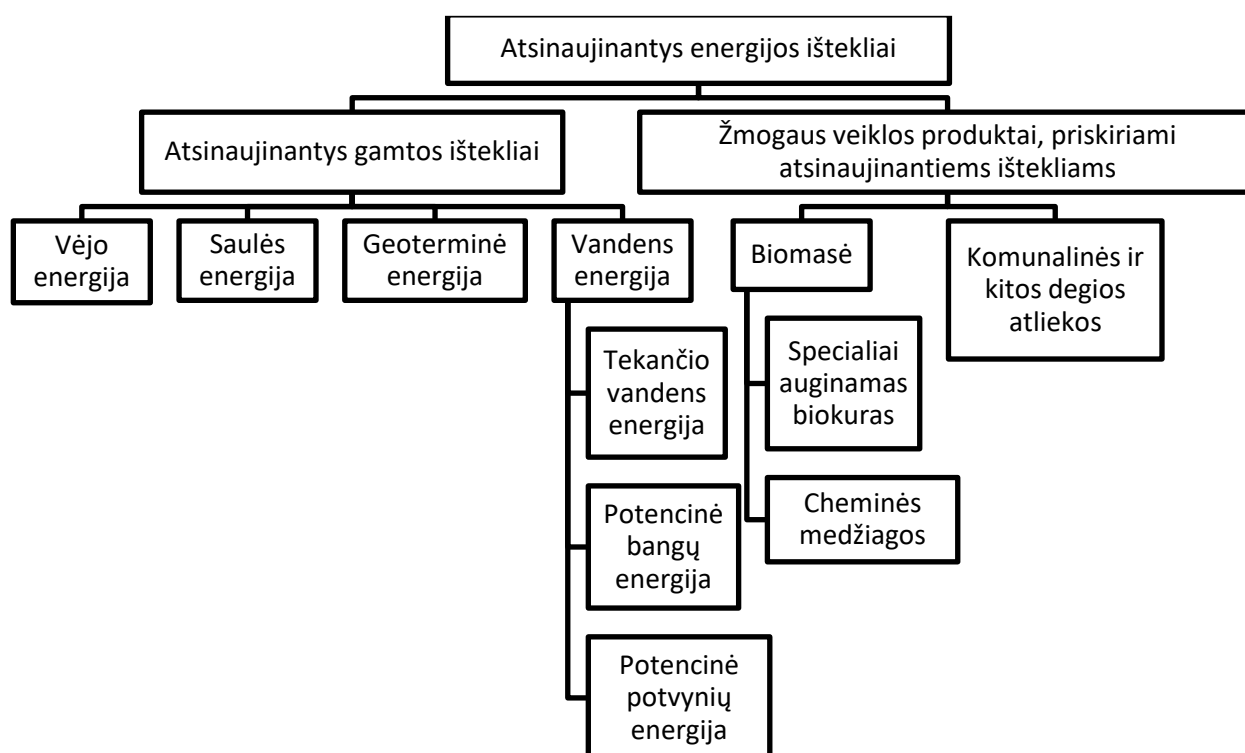 Atsinaujinantys energijos ištekliai
Atsinaujinantys gamtos ištekliai
Žmogaus veiklos produktai, priskiriami
atsinaujinantiems ištekliams
Vėjo
energija
Saulės
energija
Geoterminė
energija
Vandens
energija
Biomasė
Komunalinės ir
kitos degios
atliekos
Tekančio
vandens
energija
Specialiai
auginamas
biokuras
Potencinė
bangų
energija
Cheminės
medžiagos
Potencinė
potvynių
energija